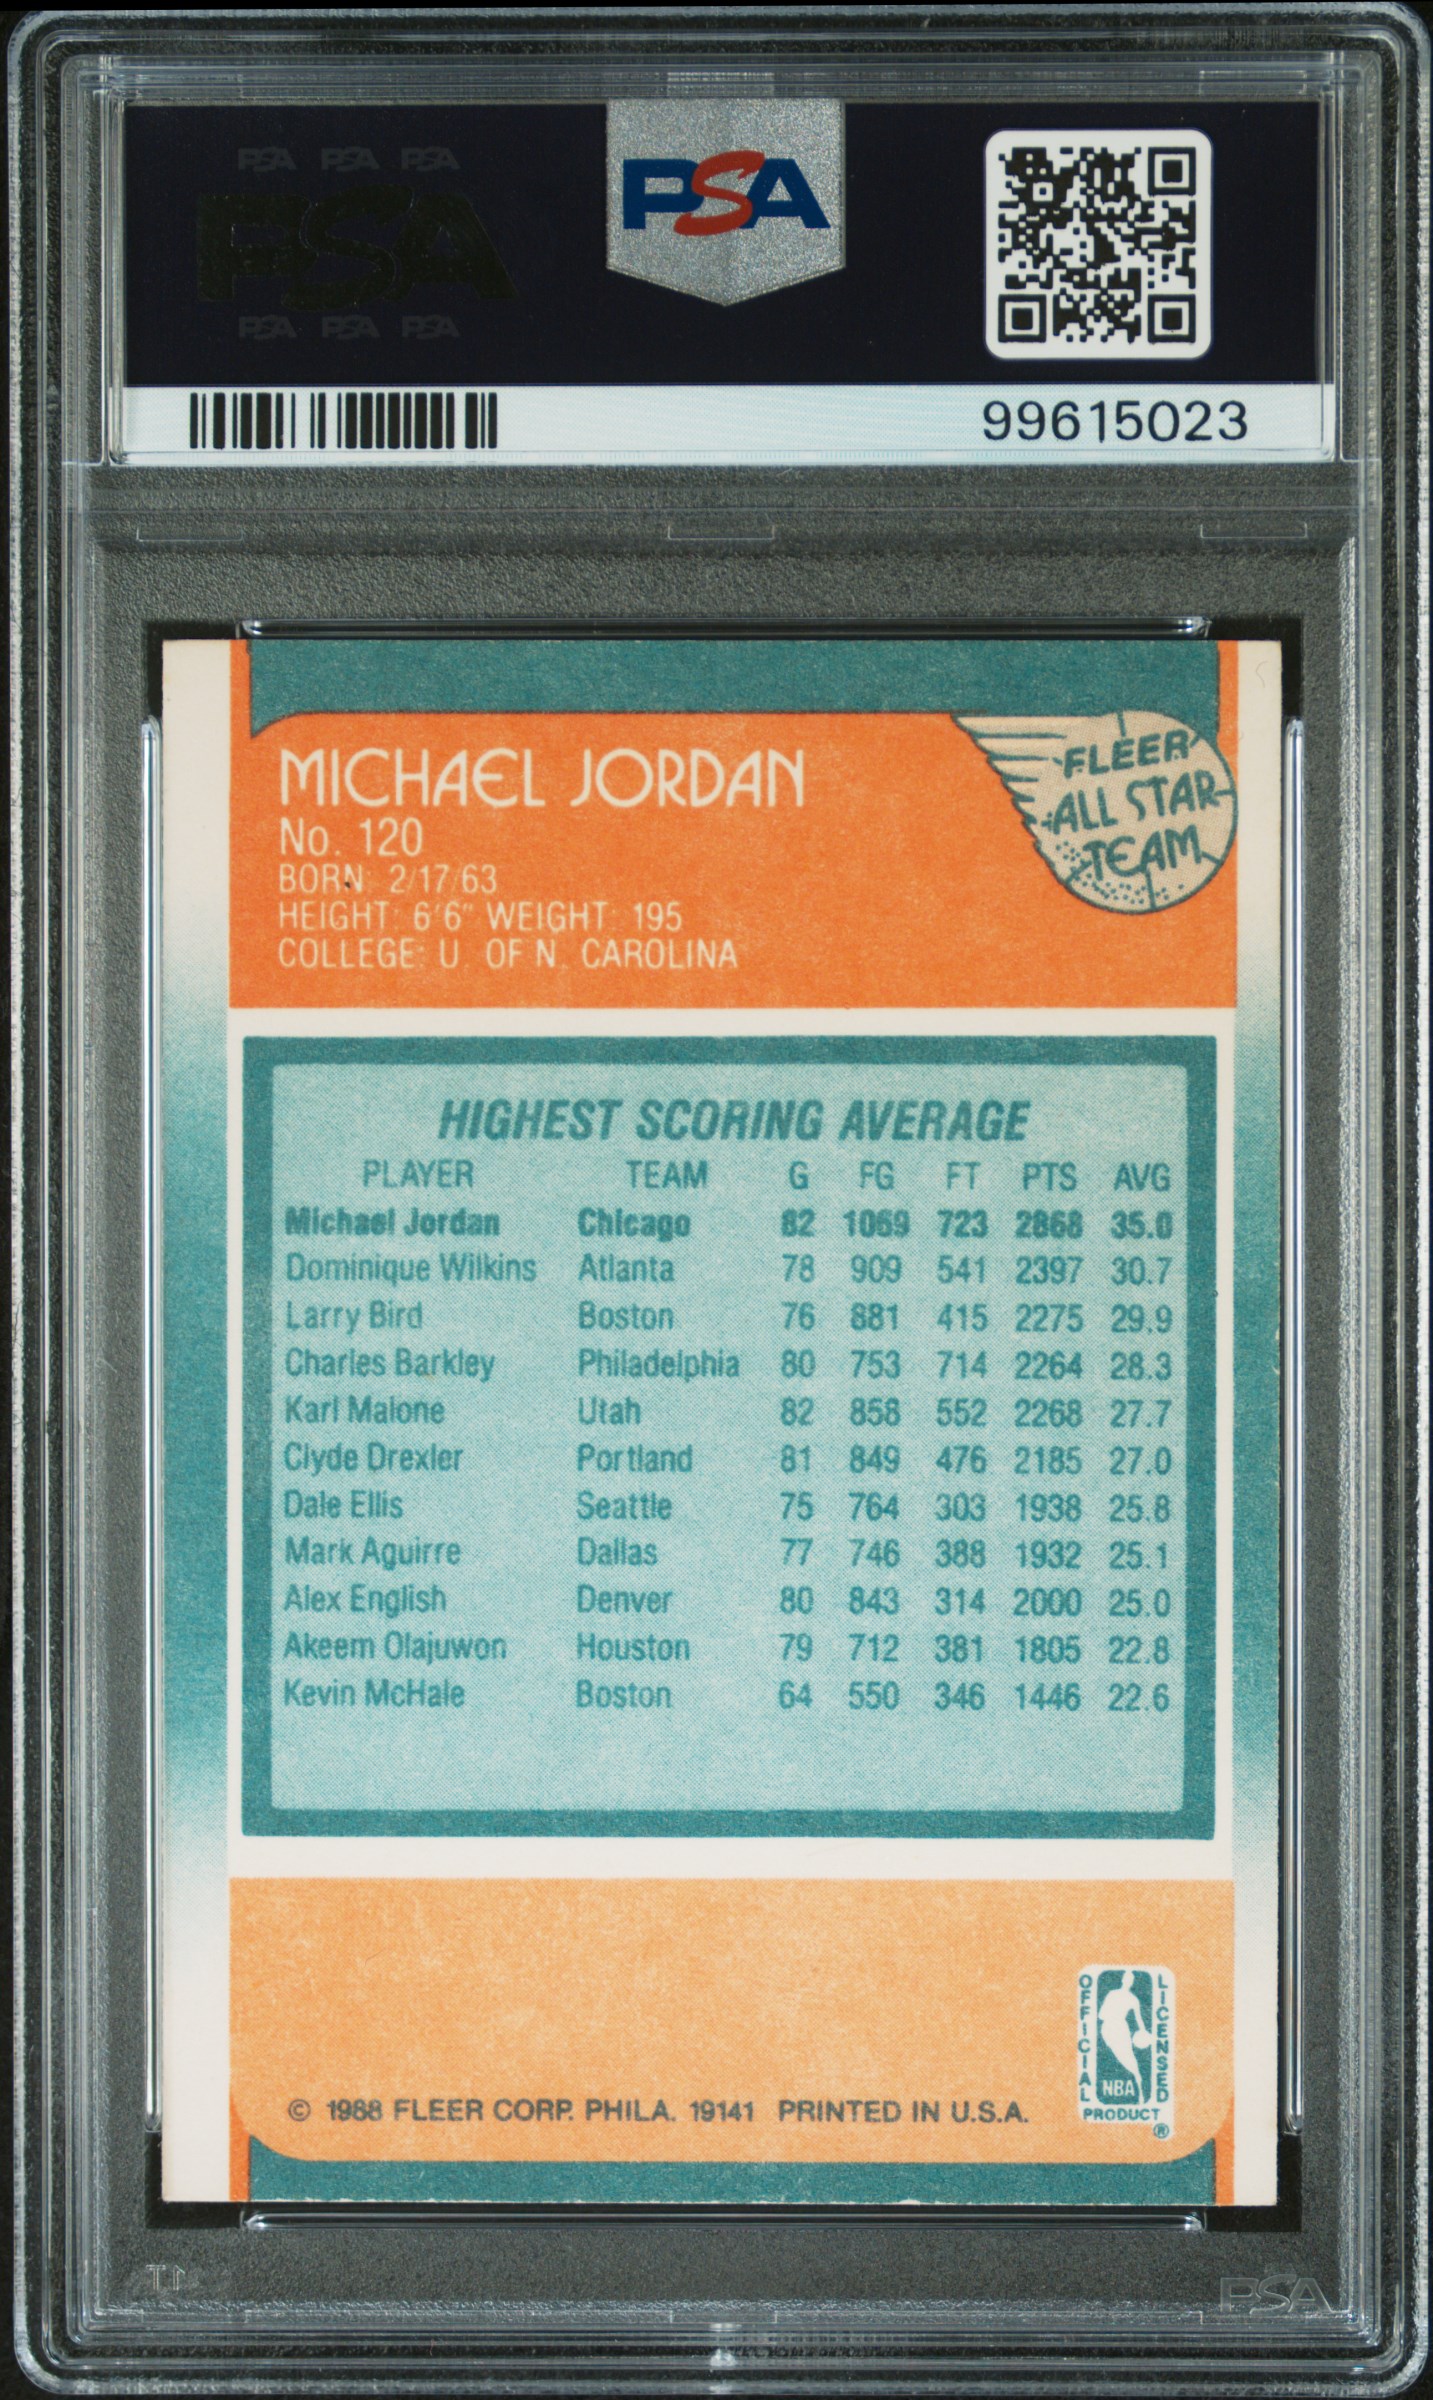 PSA PSA PSA
PSA
PSA PSA PSA
PSA
99615023
MICHAEL JORDAN
No. 120
BORN: 2/17/63
HEIGHT: 6'6" WEIGHT: 195
COLLEGE: U. OF N. CAROLINA
FLEER
ALL STAR
TEAM
HIGHEST SCORING AVERAGE
PLAYER TEAM G FG FT PTS AVG
Michael Jordan Chicago 82 1069 723 2868 35.0
Dominique Wilkins Atlanta 78 909 541 2397 30.7
Larry Bird Boston 76 881 415 2275 29.9
Charles Barkley Philadelphia 80 753 714 2264 28.3
Karl Malone Utah 82 858 552 2268 27.7
Clyde Drexler Portland 81 849 476 2185 27.0
Dale Ellis Seattle 75 764 303 1938 25.8
Mark Aguirre Dallas 77 746 388 1932 25.1
Alex English Denver 80 843 314 2000 25.0
Akeem Olajuwon Houston 79 712 381 1805 22.8
Kevin McHale Boston 64 550 346 1446 22.6
© 1988 FLEER CORP. PHILA. 19141 PRINTED IN U.S.A.
OFFICIAL
LICENSED
NBA
PRODUCT
®
PSA